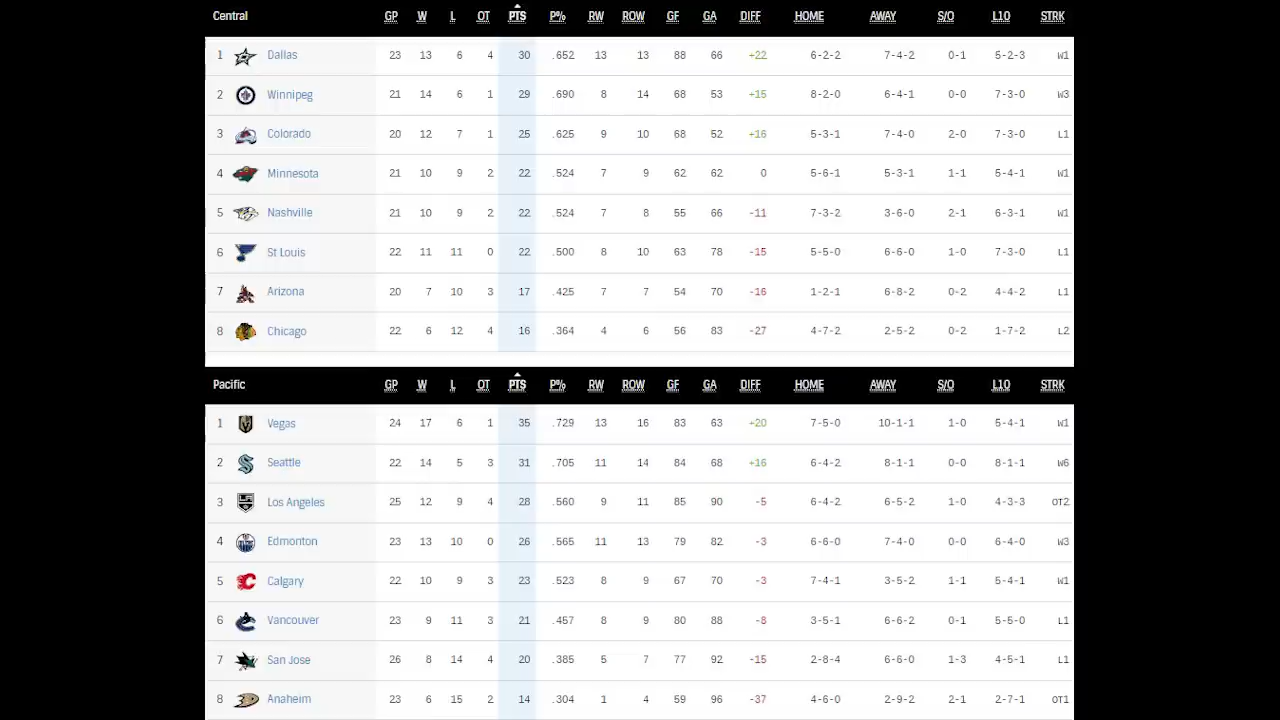 Central GP W L OT PTS P% RW ROW GF GA DIFF HOME AWAY S/O L10 STRK
1 Dallas 23 13 6 4 30 .652 13 13 88 66 +22 6-2-2 7-4-2 0-1 5-2-3 W1
2 Winnipeg 21 14 6 1 29 .690 8 14 68 53 +15 8-2-0 6-4-1 0-0 7-3-0 W3
3 Colorado 20 12 7 1 25 .625 9 10 68 52 +16 5-3-1 7-4-0 2-0 7-3-0 L1
4 Minnesota 21 10 9 2 22 .524 7 9 62 62 0 5-6-1 5-3-1 1-1 5-4-1 W1
5 Nashville 21 10 9 2 22 .524 7 8 55 66 -11 7-3-2 3-6-0 2-1 6-3-1 W1
6 St Louis 22 11 11 0 22 .500 8 10 63 78 -15 5-5-0 6-6-0 1-0 7-3-0 L1
7 Arizona 20 7 10 3 17 .425 7 7 54 70 -16 1-2-1 6-8-2 0-2 4-4-2 L1
8 Chicago 22 6 12 4 16 .364 4 6 56 83 -27 4-7-2 2-5-2 0-2 1-7-2 L2
Pacific GP W L OT PTS P% RW ROW GF GA DIFF HOME AWAY S/O L10 STRK
1 Vegas 24 17 6 1 35 .729 13 16 83 63 +20 7-5-0 10-1-1 1-0 5-4-1 W1
2 Seattle 22 14 5 3 31 .705 11 14 84 68 +16 6-4-2 8-1-1 0-0 8-1-1 W6
3 Los Angeles 25 12 9 4 28 .560 9 11 85 90 -5 6-4-2 6-5-2 1-0 4-3-3 OT2
4 Edmonton 23 13 10 0 26 .565 11 13 79 82 -3 6-6-0 7-4-0 0-0 6-4-0 W3
5 Calgary 22 10 9 3 23 .523 8 9 67 70 -3 7-4-1 3-5-2 1-1 5-4-1 W1
6 Vancouver 23 9 11 3 21 .457 8 9 80 88 -8 3-5-1 6-6-2 0-1 5-5-0 L1
7 San Jose 26 8 14 4 20 .385 5 7 77 92 -15 2-8-4 6-6-0 1-3 4-5-1 L1
8 Anaheim 23 6 15 2 14 .304 1 4 59 96 -37 4-6-0 2-9-2 2-1 2-7-1 OT1